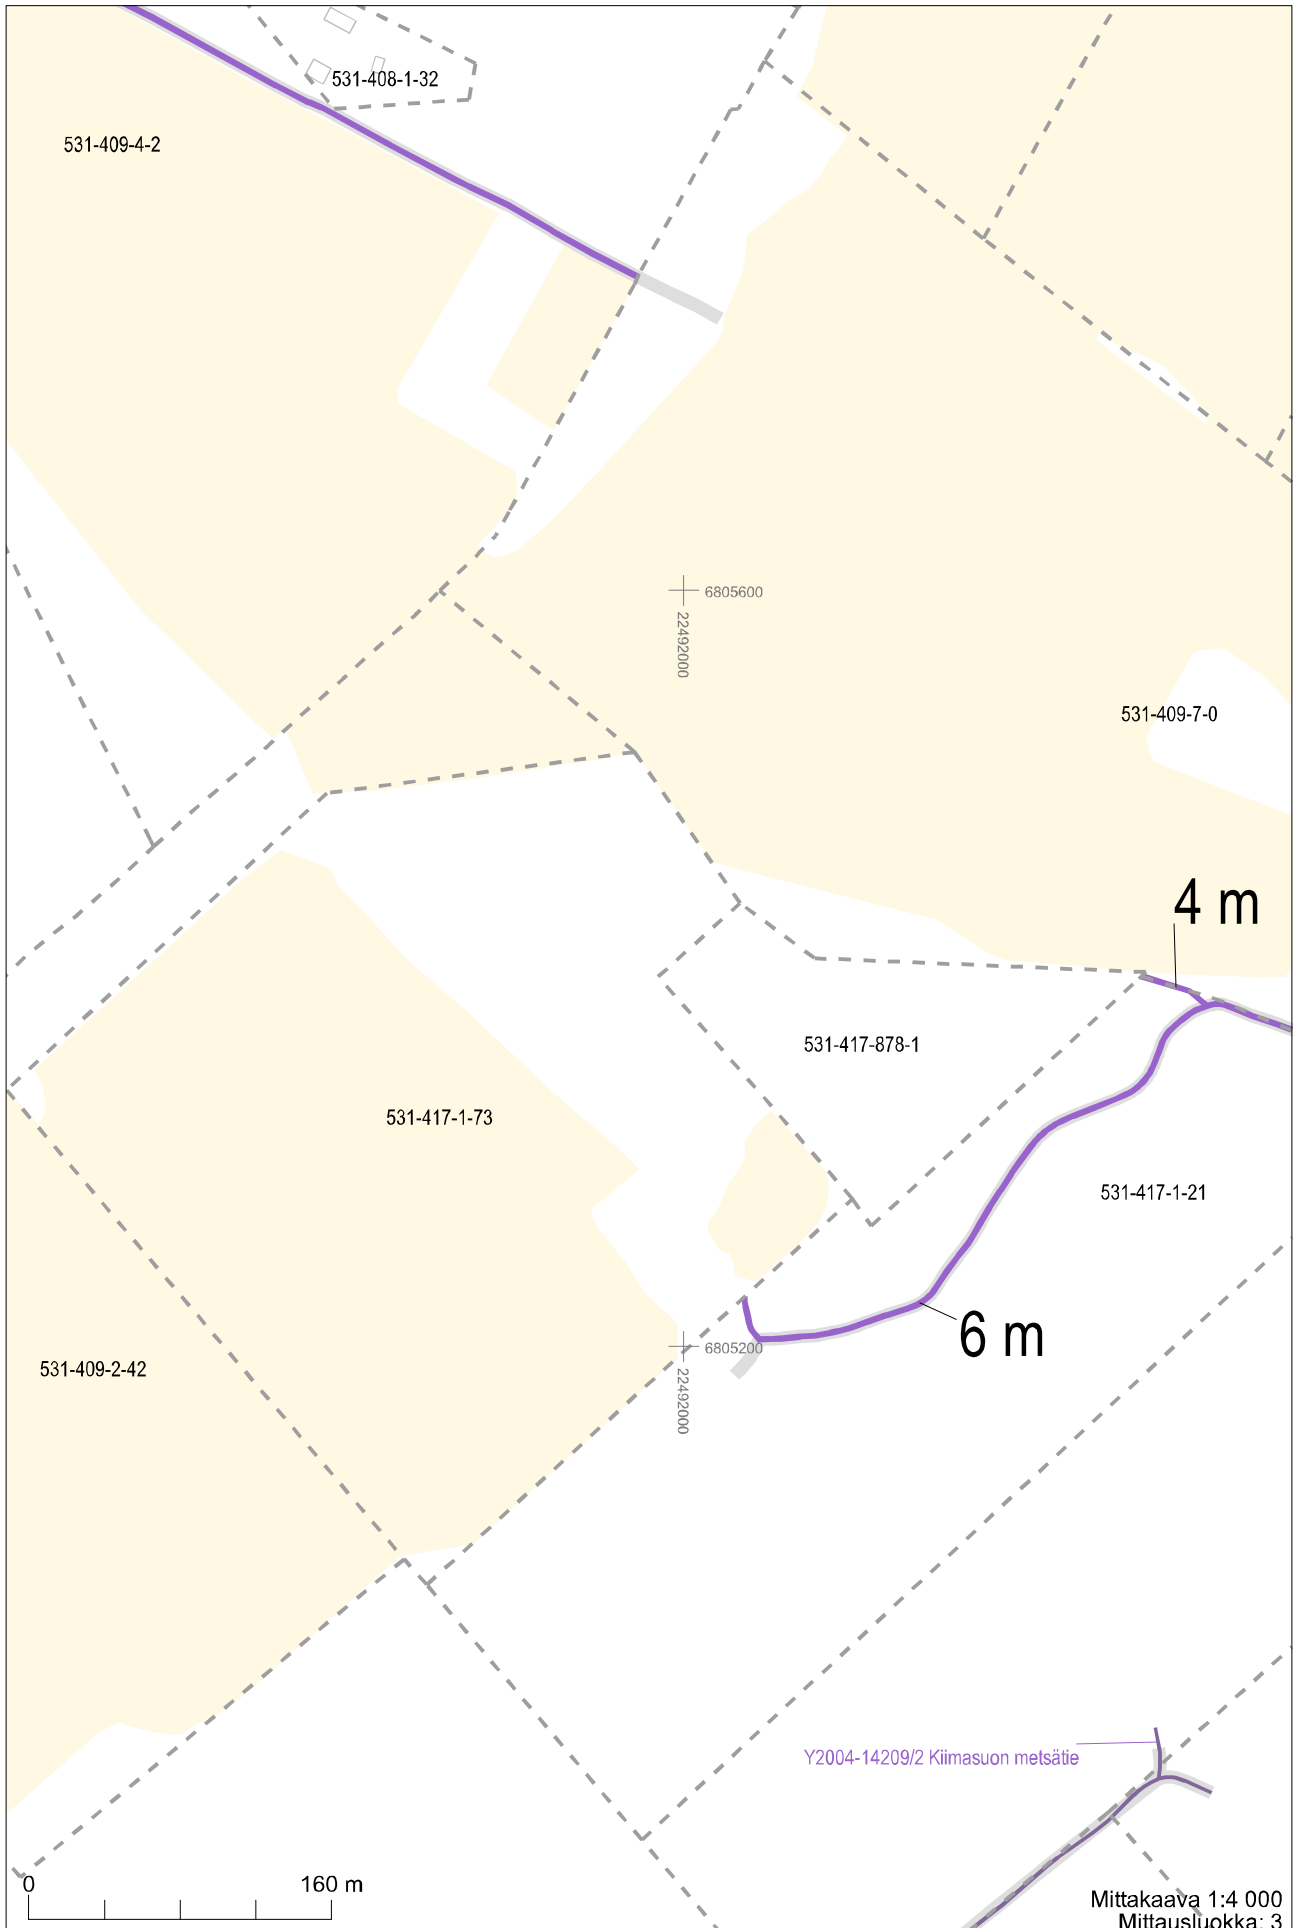 531-408-1-32
531-409-4-2
6805600
22492000
531-409-7-0
4 m
531-417-878-1
531-417-1-73
531-417-1-21
6 m
6805200
22492000
531-409-2-42
Y2004-14209/2 Kiimasuon metsätie
0 160 m
Mittakaava 1:4 000
Mittausluokka: 3